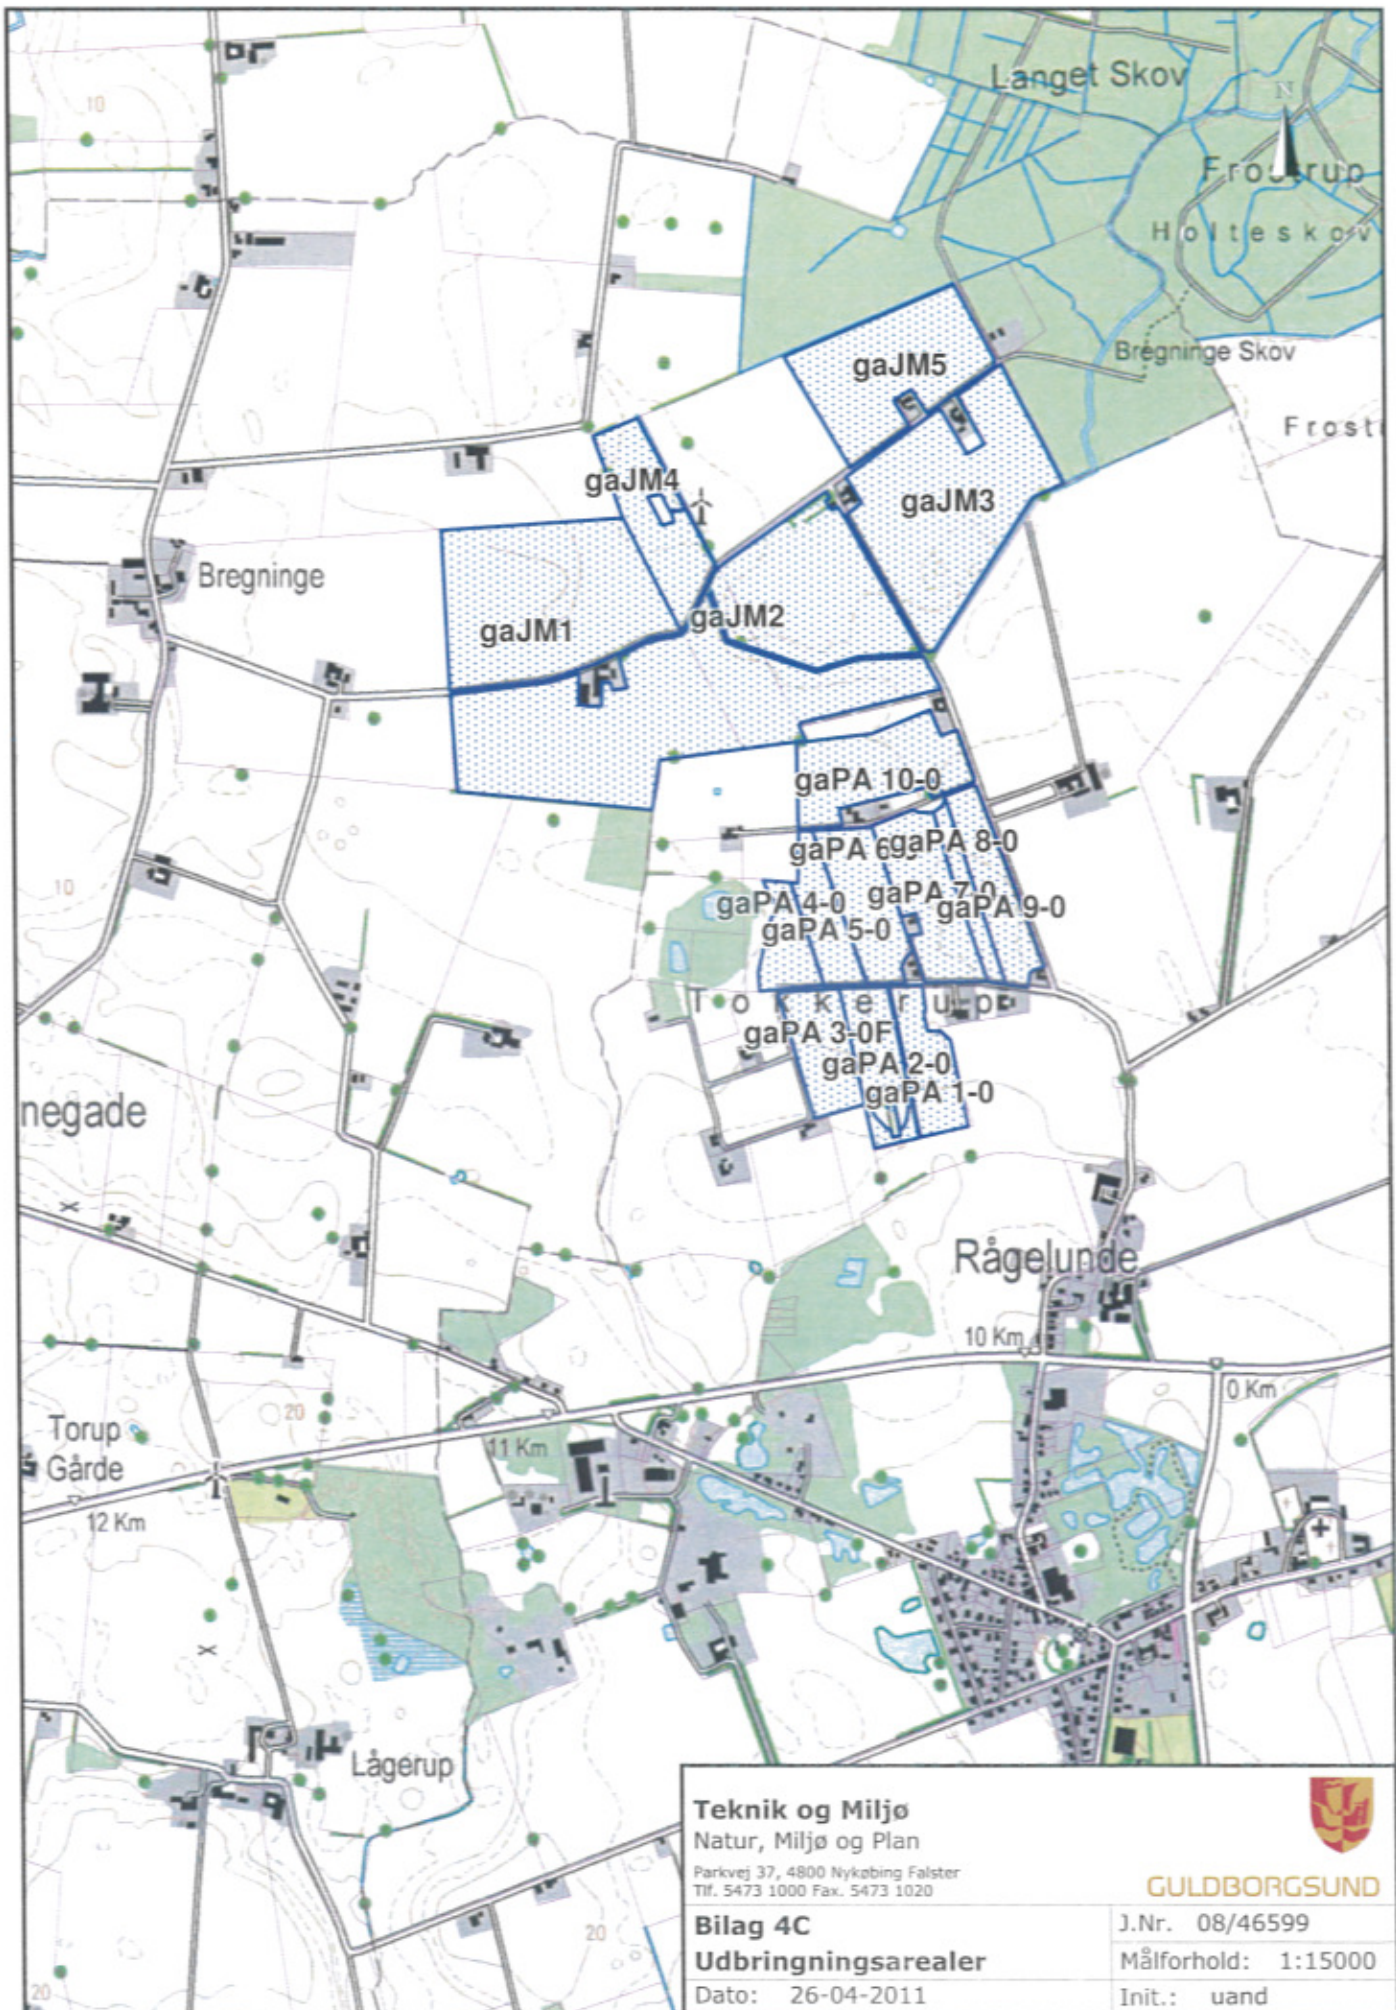 10
Langet Skov
N
Frostrup
Holteskov
Bregninge Skov
gaJM5
Frost
gaJM4
gaJM3
Bregninge
gaJM1
gaJM2
gaPA 10-0
gaPA 8-0
gaPA 7-0
10
gaPA 4-0
gaPA 9-0
gaPA 5-0
Tokkerup
gaPA 3-0F
gaPA 2-0
gaPA 1-0
negade
Rågelunde
10 Km
0 Km
20
Torup
Gårde
11 Km
12 Km
Lågerup
20
20
Teknik og Miljø
Natur, Miljø og Plan
Parkvej 37, 4800 Nykøbing Falster
Tlf. 5473 1000 Fax. 5473 1020
GULDBORGSUND
Bilag 4C
J.Nr. 08/46599
Udbringningsarealer
Målforhold: 1:15000
Dato: 26-04-2011
Init.: uand